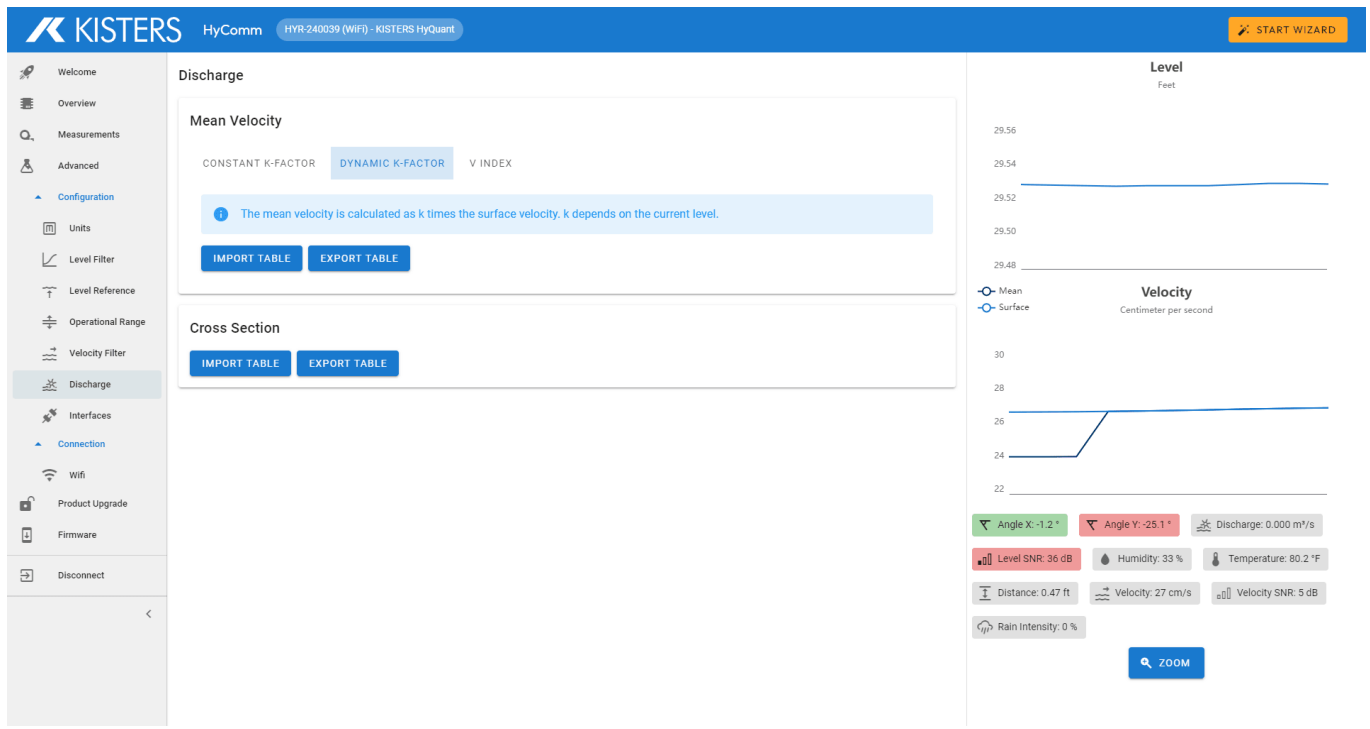 KISTERS HyComm HYR-240039 (WiFi) - KISTERS HyQuant START WIZARD
Welcome
Overview
Measurements
Advanced
Configuration
Units
Level Filter
Level Reference
Operational Range
Velocity Filter
Discharge
Interfaces
Connection
Wifi
Product Upgrade
Firmware
Disconnect
Discharge
Mean Velocity
CONSTANT K-FACTOR DYNAMIC K-FACTOR V INDEX
The mean velocity is calculated as k times the surface velocity. k depends on the current level.
IMPORT TABLE EXPORT TABLE
Cross Section
IMPORT TABLE EXPORT TABLE
Level
Feet
29.56
29.54
29.52
29.50
29.48
Mean
Surface
Velocity
Centimeter per second
30
28
26
24
22
Angle X: -1.2 ° Angle Y: -25.1 ° Discharge: 0.000 m³/s
Level SNR: 36 dB Humidity: 33 % Temperature: 80.2 °F
Distance: 0.47 ft Velocity: 27 cm/s Velocity SNR: 5 dB
Rain Intensity: 0 %
ZOOM